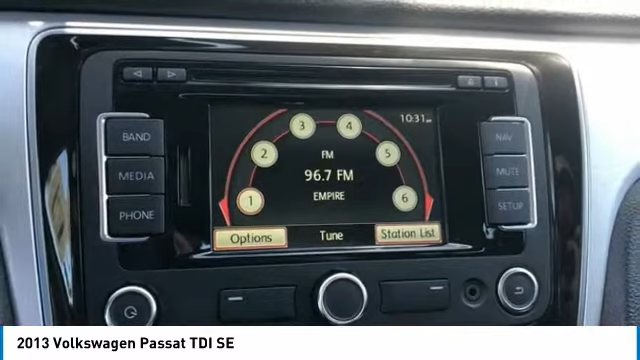 10:31
3
4
BAND
NAV
2
FM
5
MEDIA
96.7 FM
MUTE
1
EMPIRE
6
PHONE
SETUP
Options
Tune
Station List
2013 Volkswagen Passat TDI SE